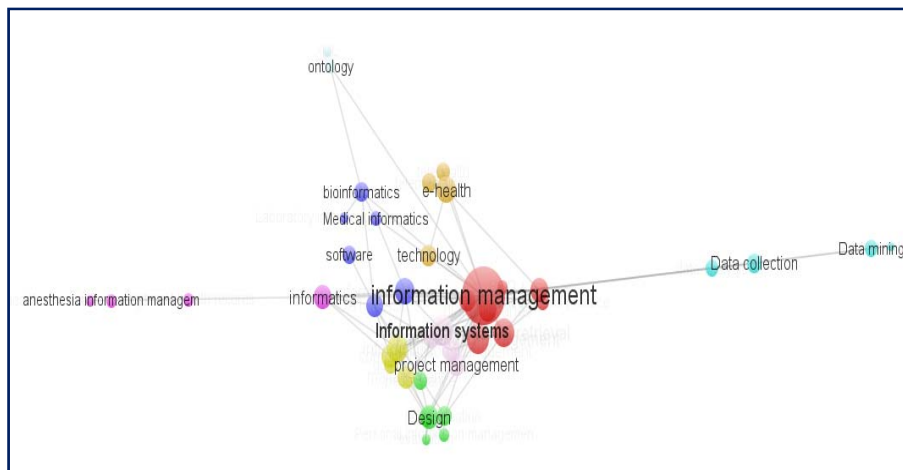 ontology
bioinformatics
e-health
Medical informatics
software
technology
Data mining
Data collection
anesthesia information managem
informatics
information management
Information systems
project management
Design